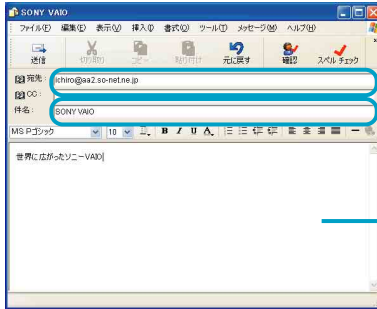 SONY VAIO
ファイル(F) 編集(E) 表示(V) 挿入(I) 書式(O) ツール(T) メッセージ(M) ヘルプ(H)
送信 切り取り コピー 貼り付け 元に戻す 確認 スペル チェック
宛先: ichiro@aa2.so-net.ne.jp
CC:
件名: SONY VAIO
MS Pゴシック 10 B I U A
世界に広がったソニーVAIO